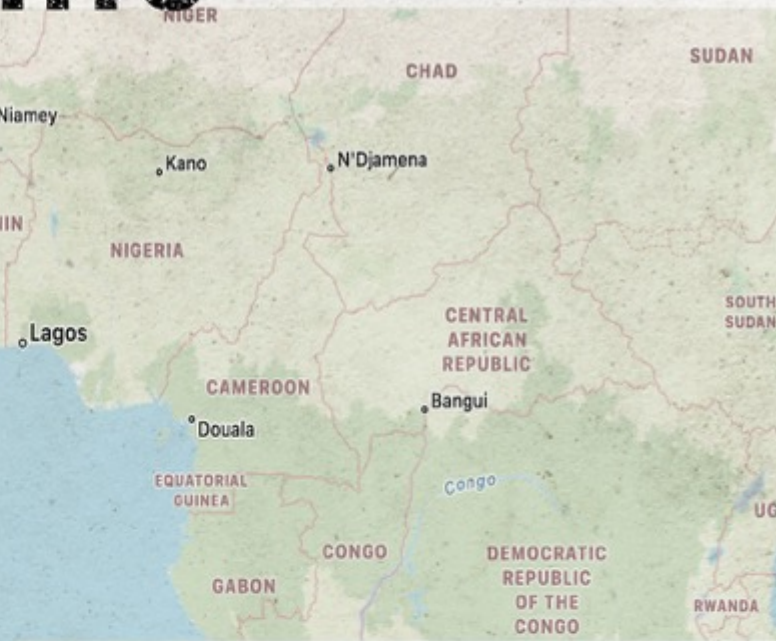 NIGER
CHAD
SUDAN
Niamey
Kano
N'Djamena
NIGERIA
SOUTH
SUDAN
CENTRAL
AFRICAN
REPUBLIC
Lagos
CAMEROON
Bangui
Douala
EQUATORIAL
GUINEA
Congo
CONGO
DEMOCRATIC
REPUBLIC
OF THE
CONGO
GABON
RWANDA